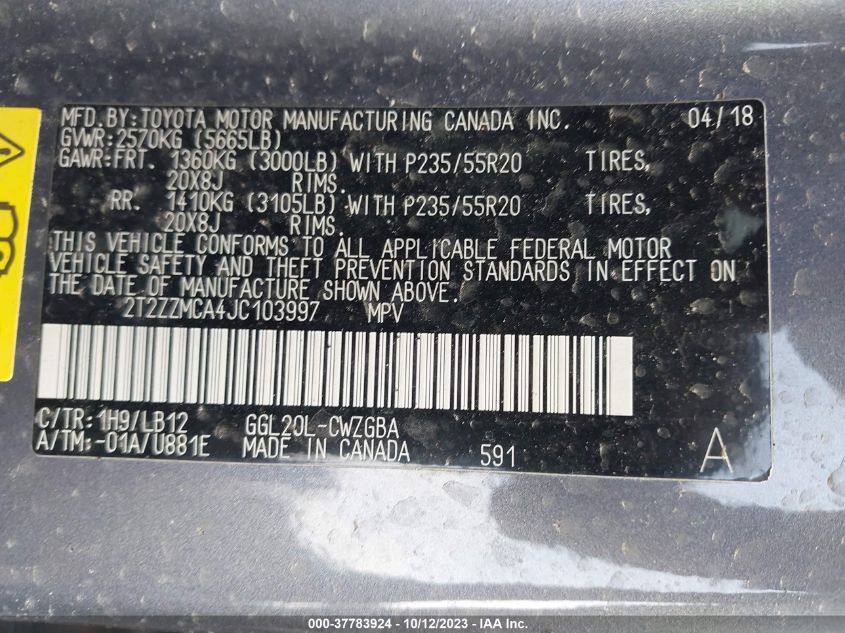 MFD.BY:TOYOTA MOTOR MANUFACTURING CANADA INC. 04/18
GVWR:2570KG (5665LB)
GAWR:FRT. 1360KG (3000LB) WITH P235/55R20 TIRES,
20X8J RIMS.
RR. 1410KG (3105LB) WITH P235/55R20 TIRES,
20X8J RIMS.
THIS VEHICLE CONFORMS TO ALL APPLICABLE FEDERAL MOTOR
VEHICLE SAFETY AND THEFT PREVENTION STANDARDS IN EFFECT ON
THE DATE OF MANUFACTURE SHOWN ABOVE.
2T2ZZMCA4JC103997 MPV
C/TR:1H9/LB12 GGL20L-CWZGBA
A/TM:-01A/U881E MADE IN CANADA 591 A
000-37783924 - 10/12/2023 - IAA Inc.